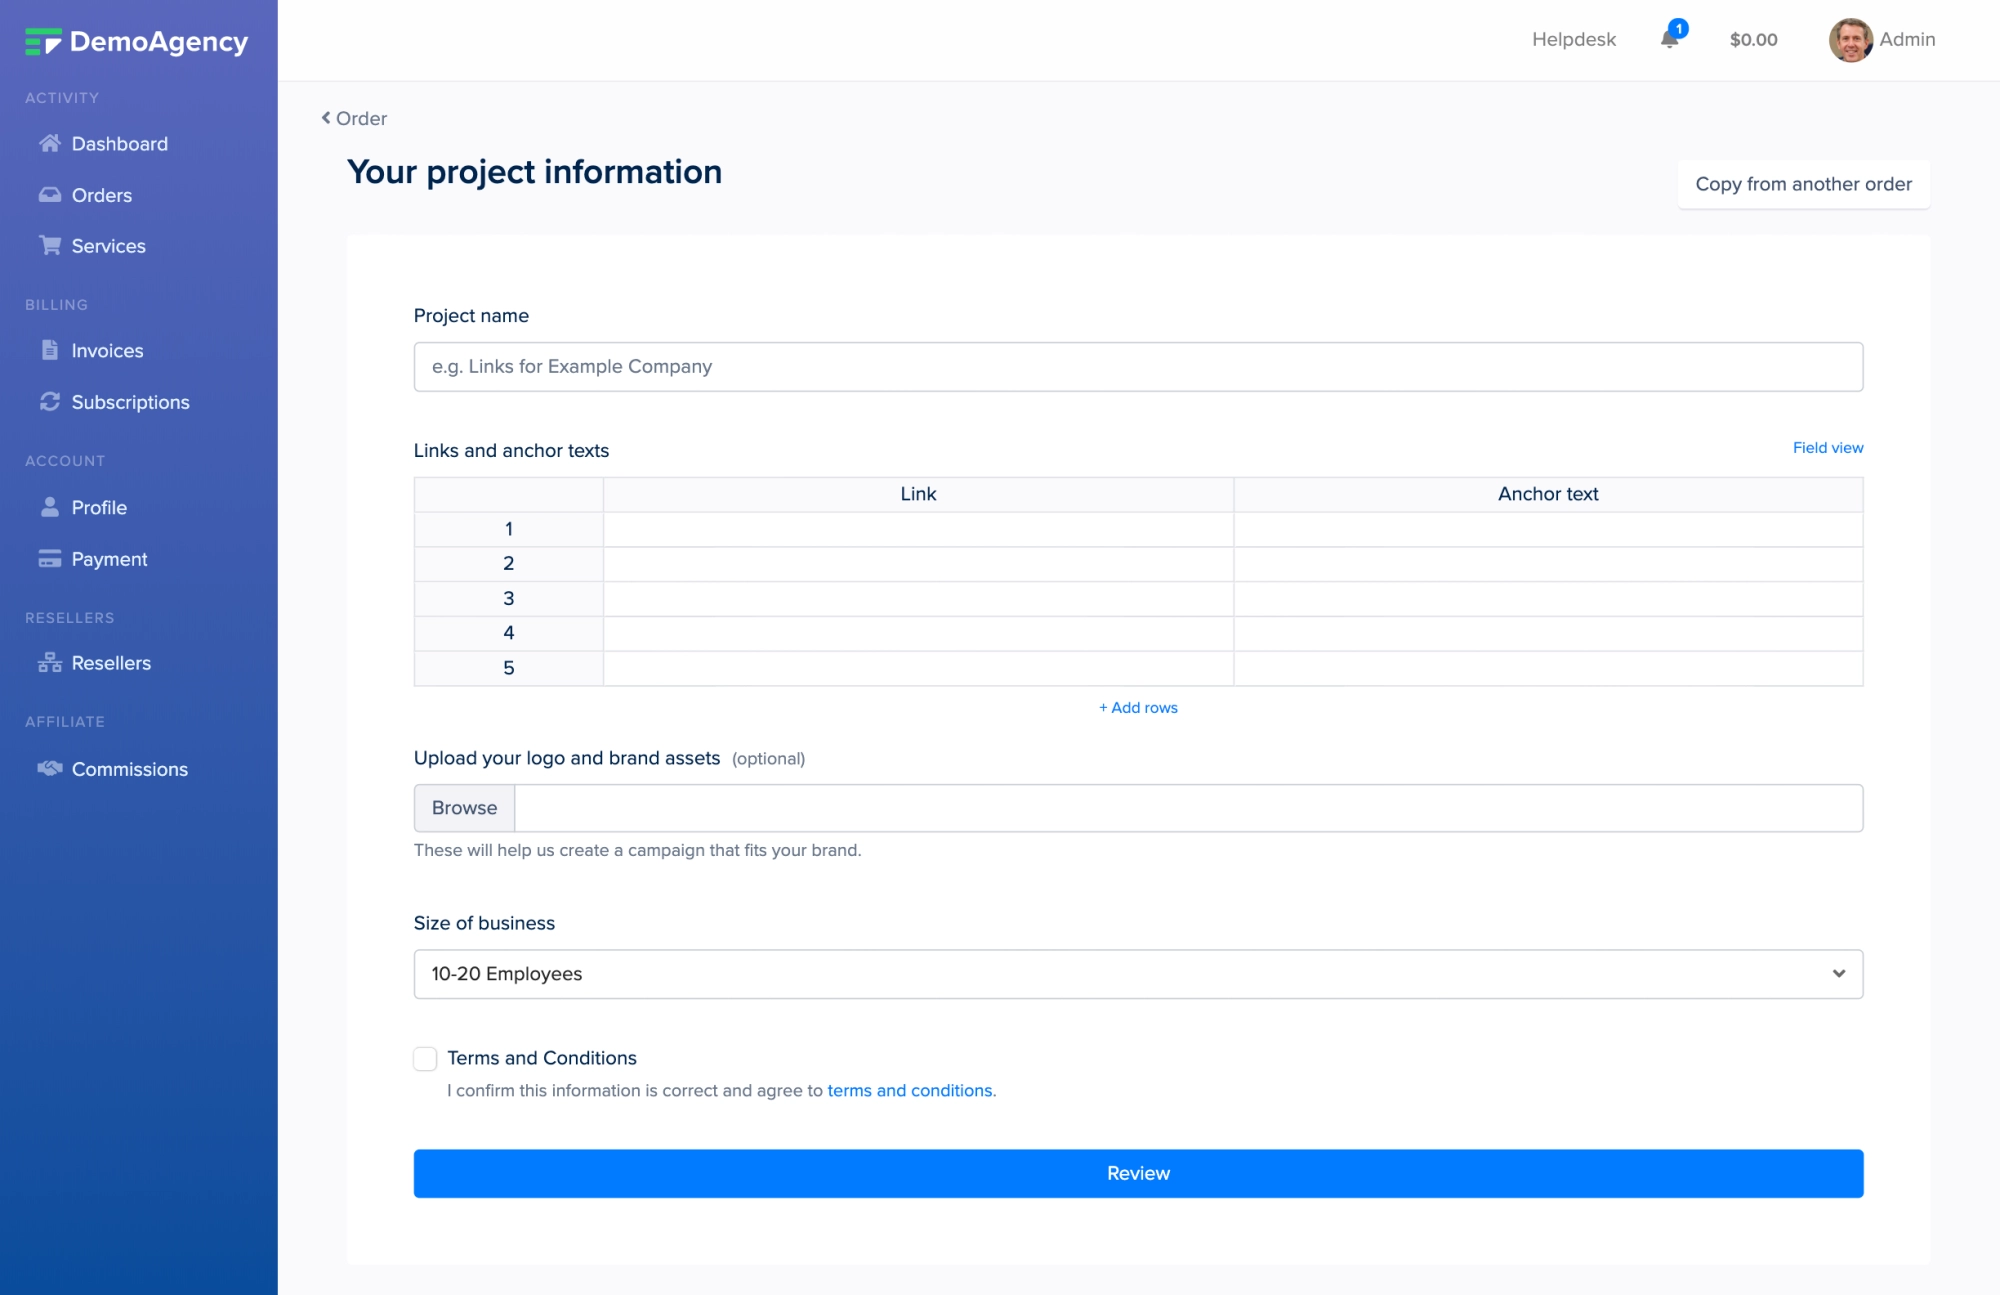 DemoAgency
Helpdesk
1
$0.00
Admin
ACTIVITY
Dashboard
Orders
Services
BILLING
Invoices
Subscriptions
ACCOUNT
Profile
Payment
RESELLERS
Resellers
AFFILIATE
Commissions
Order
Your project information
Copy from another order
Project name
e.g. Links for Example Company
Links and anchor texts
Field view
Link Anchor text
1
2
3
4
5
+ Add rows
Upload your logo and brand assets (optional)
Browse
These will help us create a campaign that fits your brand.
Size of business
10-20 Employees
Terms and Conditions
I confirm this information is correct and agree to terms and conditions.
Review